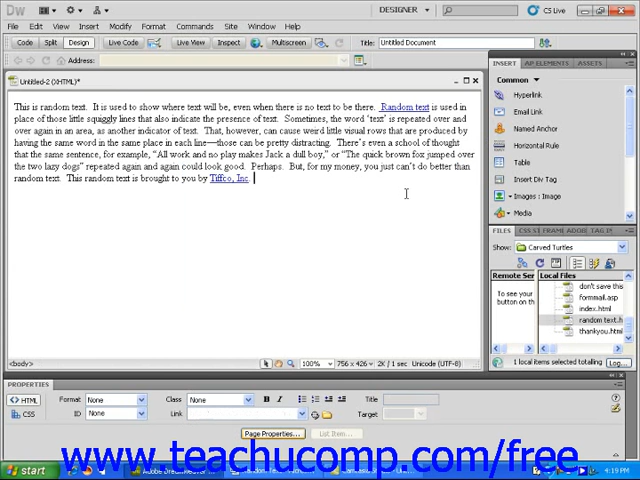 Dw
DESIGNER
CS Live
File Edit View Insert Modify Format Commands Site Window Help
Code Split Design Live Code Live View Inspect Multiscreen Title: Untitled Document
Address:
Untitled-2 (XHTML)*
This is random text. It is used to show where text will be, even when there is no text to be there. Random text is used in
place of those little squiggly lines that also indicate the presence of text. Sometimes, the word 'text' is repeated over and
over again in an area, as another indicator of text. That, however, can cause weird little visual rows that are produced by
having the same word in the same place in each line—those can be pretty distracting. There's even a school of thought
that the same sentence, for example, "All work and no play makes Jack a dull boy," or "The quick brown fox jumped over
the two lazy dogs" repeated again and again could look good. Perhaps. But, for my money, you just can't do better than
random text. This random text is brought to you by Tiffco, Inc.
<body> 100% 756 x 426 2K / 1 sec Unicode (UTF-8)
INSERT AP ELEMENTS ASSETS
Common
Hyperlink
Email Link
Named Anchor
Horizontal Rule
Table
Insert Div Tag
Images : Image
Media
FILES CSS S FRAM ADOB TAG I
Show: Carved Turtles
Remote Ser Local Files
To see your
button on th
don't save this
formmail.asp
index.html
random text.h
thankyou.html
1 local items selected totalling Log...
PROPERTIES
HTML Format None Class None B I Title
CSS ID None Link Target
Page Properties... List Item...
www.teachucomp.com/free
start
4:19 PM